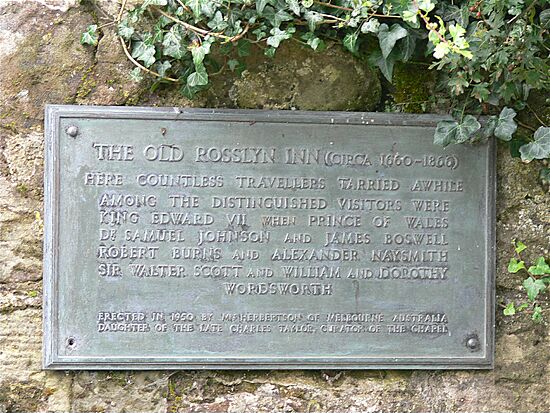 THE OLD ROSSLYN INN (CIRCA 1660-1866)
HERE COUNTLESS TRAVELLERS TARRIED AWHILE
AMONG THE DISTINGUISHED VISITORS WERE
KING EDWARD VII WHEN PRINCE OF WALES
DR SAMUEL JOHNSON AND JAMES BOSWELL
ROBERT BURNS AND ALEXANDER NAYSMITH
SIR WALTER SCOTT AND WILLIAM AND DOROTHY
WORDSWORTH
ERECTED IN 1950 BY MRS HERBERTSON OF MELBOURNE AUSTRALIA
DAUGHTER OF THE LATE CHARLES TAYLOR, CURATOR OF THE CHAPEL